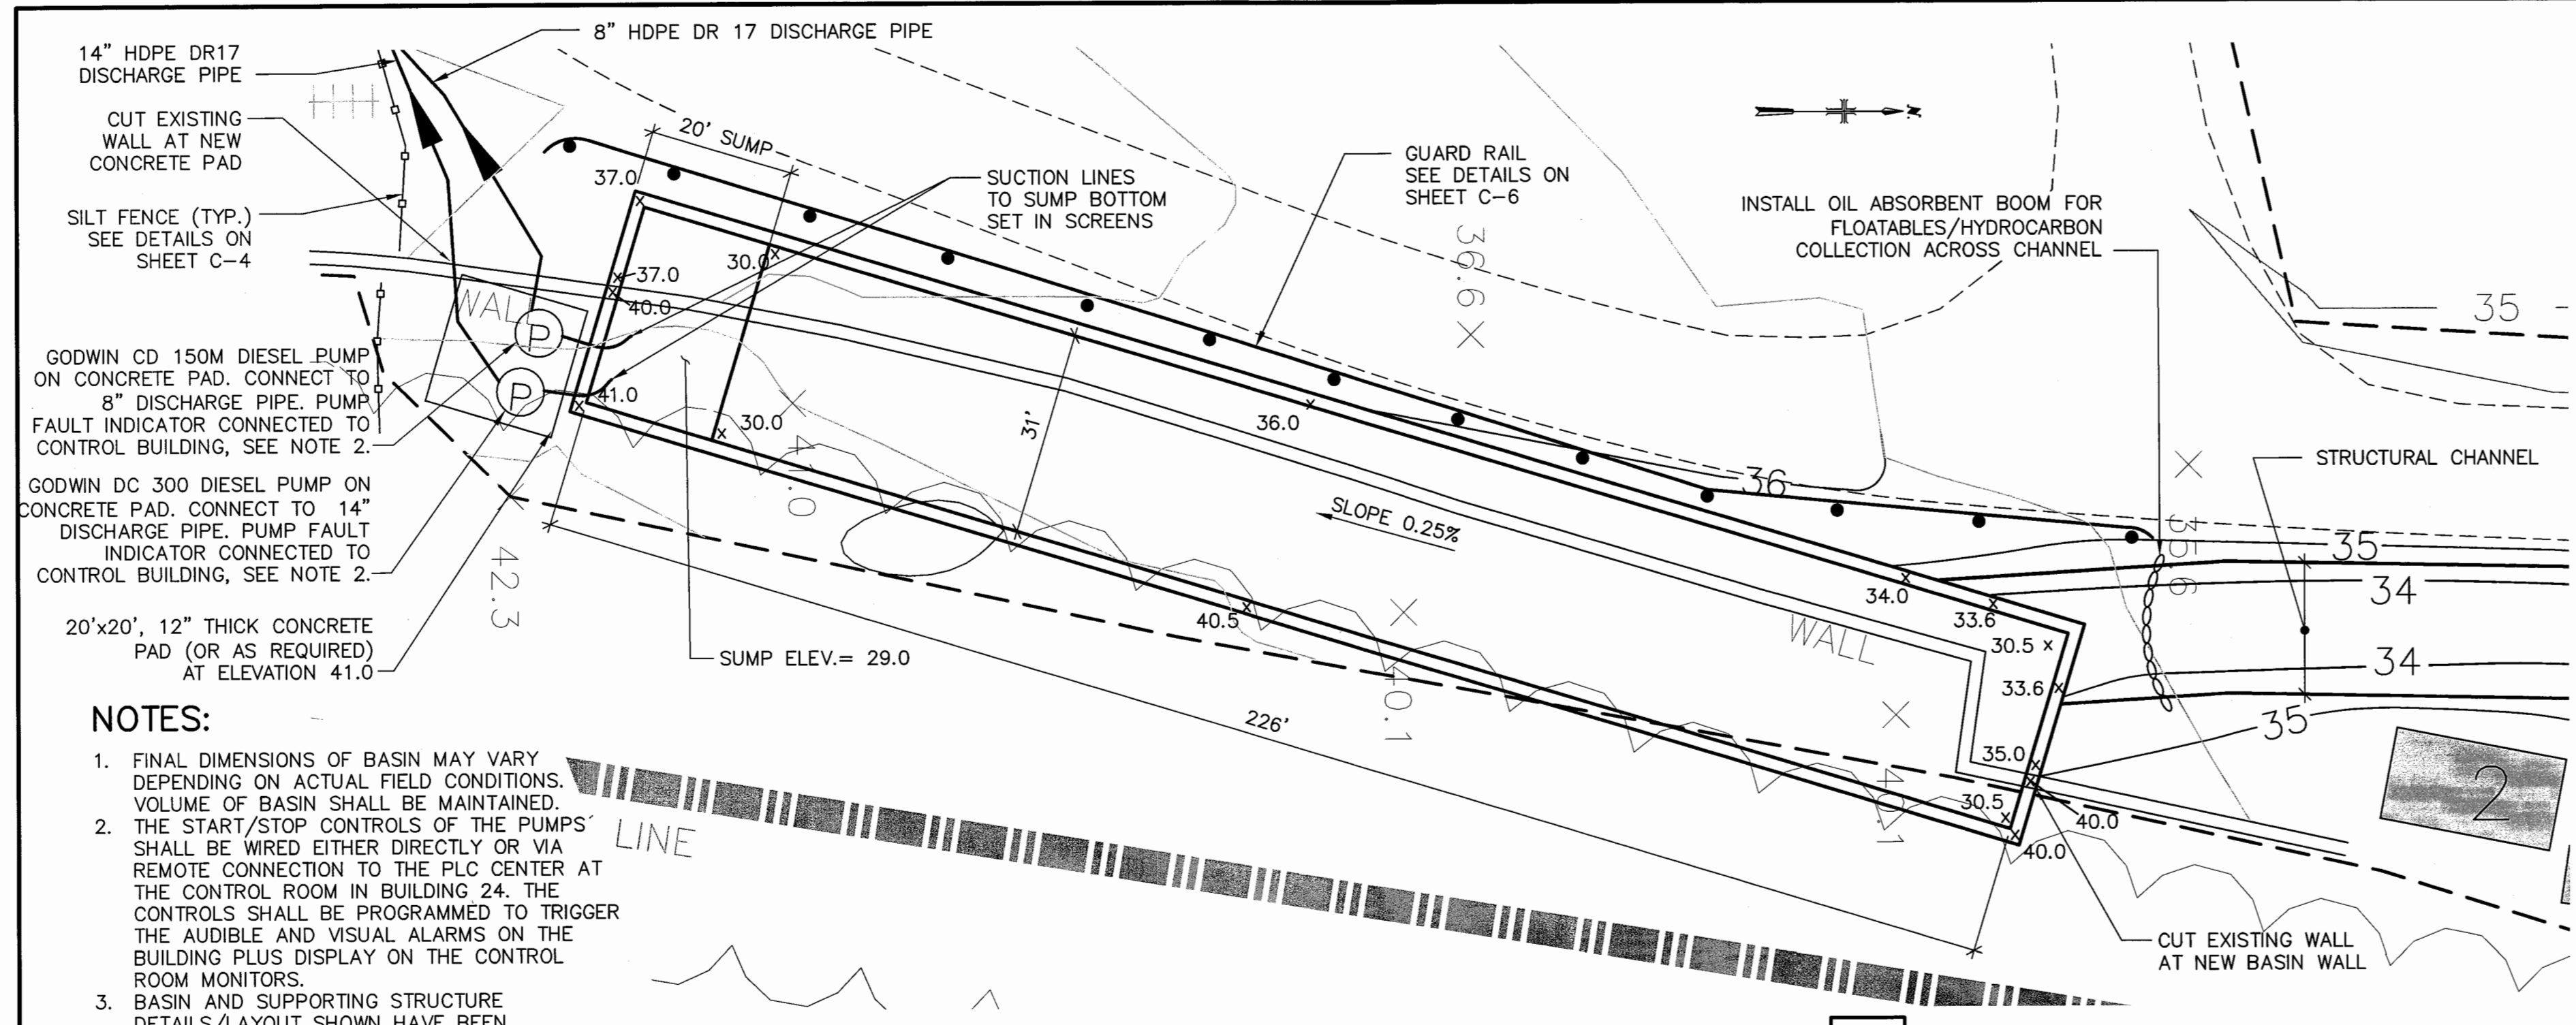 14" HDPE DR17
DISCHARGE PIPE
8" HDPE DR 17 DISCHARGE PIPE
CUT EXISTING
WALL AT NEW
CONCRETE PAD
SILT FENCE (TYP.)
SEE DETAILS ON
SHEET C-4
20' SUMP
37.0
SUCTION LINES
TO SUMP BOTTOM
SET IN SCREENS
GUARD RAIL
SEE DETAILS ON
SHEET C-6
N
INSTALL OIL ABSORBENT BOOM FOR
FLOATABLES/HYDROCARBON
COLLECTION ACROSS CHANNEL
36.6
35
30.0
37.0
40.0
WALL
P
P
41.0
30.0
41.0
31'
36.0
36
SLOPE 0.25%
STRUCTURAL CHANNEL
35.6
35
34
34
35
GODWIN CD 150M DIESEL PUMP
ON CONCRETE PAD. CONNECT TO
8" DISCHARGE PIPE. PUMP
FAULT INDICATOR CONNECTED TO
CONTROL BUILDING, SEE NOTE 2.
GODWIN DC 300 DIESEL PUMP ON
CONCRETE PAD. CONNECT TO 14"
DISCHARGE PIPE. PUMP FAULT
INDICATOR CONNECTED TO
CONTROL BUILDING, SEE NOTE 2.
20'x20', 12" THICK CONCRETE
PAD (OR AS REQUIRED)
AT ELEVATION 41.0
42.3
SUMP ELEV.= 29.0
40.5
40.1
226'
WALL
34.0
33.6
30.5
33.6
35.0
30.5
40.1
40.0
40.0
2
CUT EXISTING WALL
AT NEW BASIN WALL
LINE
NOTES:
1. FINAL DIMENSIONS OF BASIN MAY VARY
DEPENDING ON ACTUAL FIELD CONDITIONS.
VOLUME OF BASIN SHALL BE MAINTAINED.
2. THE START/STOP CONTROLS OF THE PUMPS
SHALL BE WIRED EITHER DIRECTLY OR VIA
REMOTE CONNECTION TO THE PLC CENTER AT
THE CONTROL ROOM IN BUILDING 24. THE
CONTROLS SHALL BE PROGRAMMED TO TRIGGER
THE AUDIBLE AND VISUAL ALARMS ON THE
BUILDING PLUS DISPLAY ON THE CONTROL
ROOM MONITORS.
3. BASIN AND SUPPORTING STRUCTURE
DETAILS/LAYOUT SHOWN HAVE BEEN